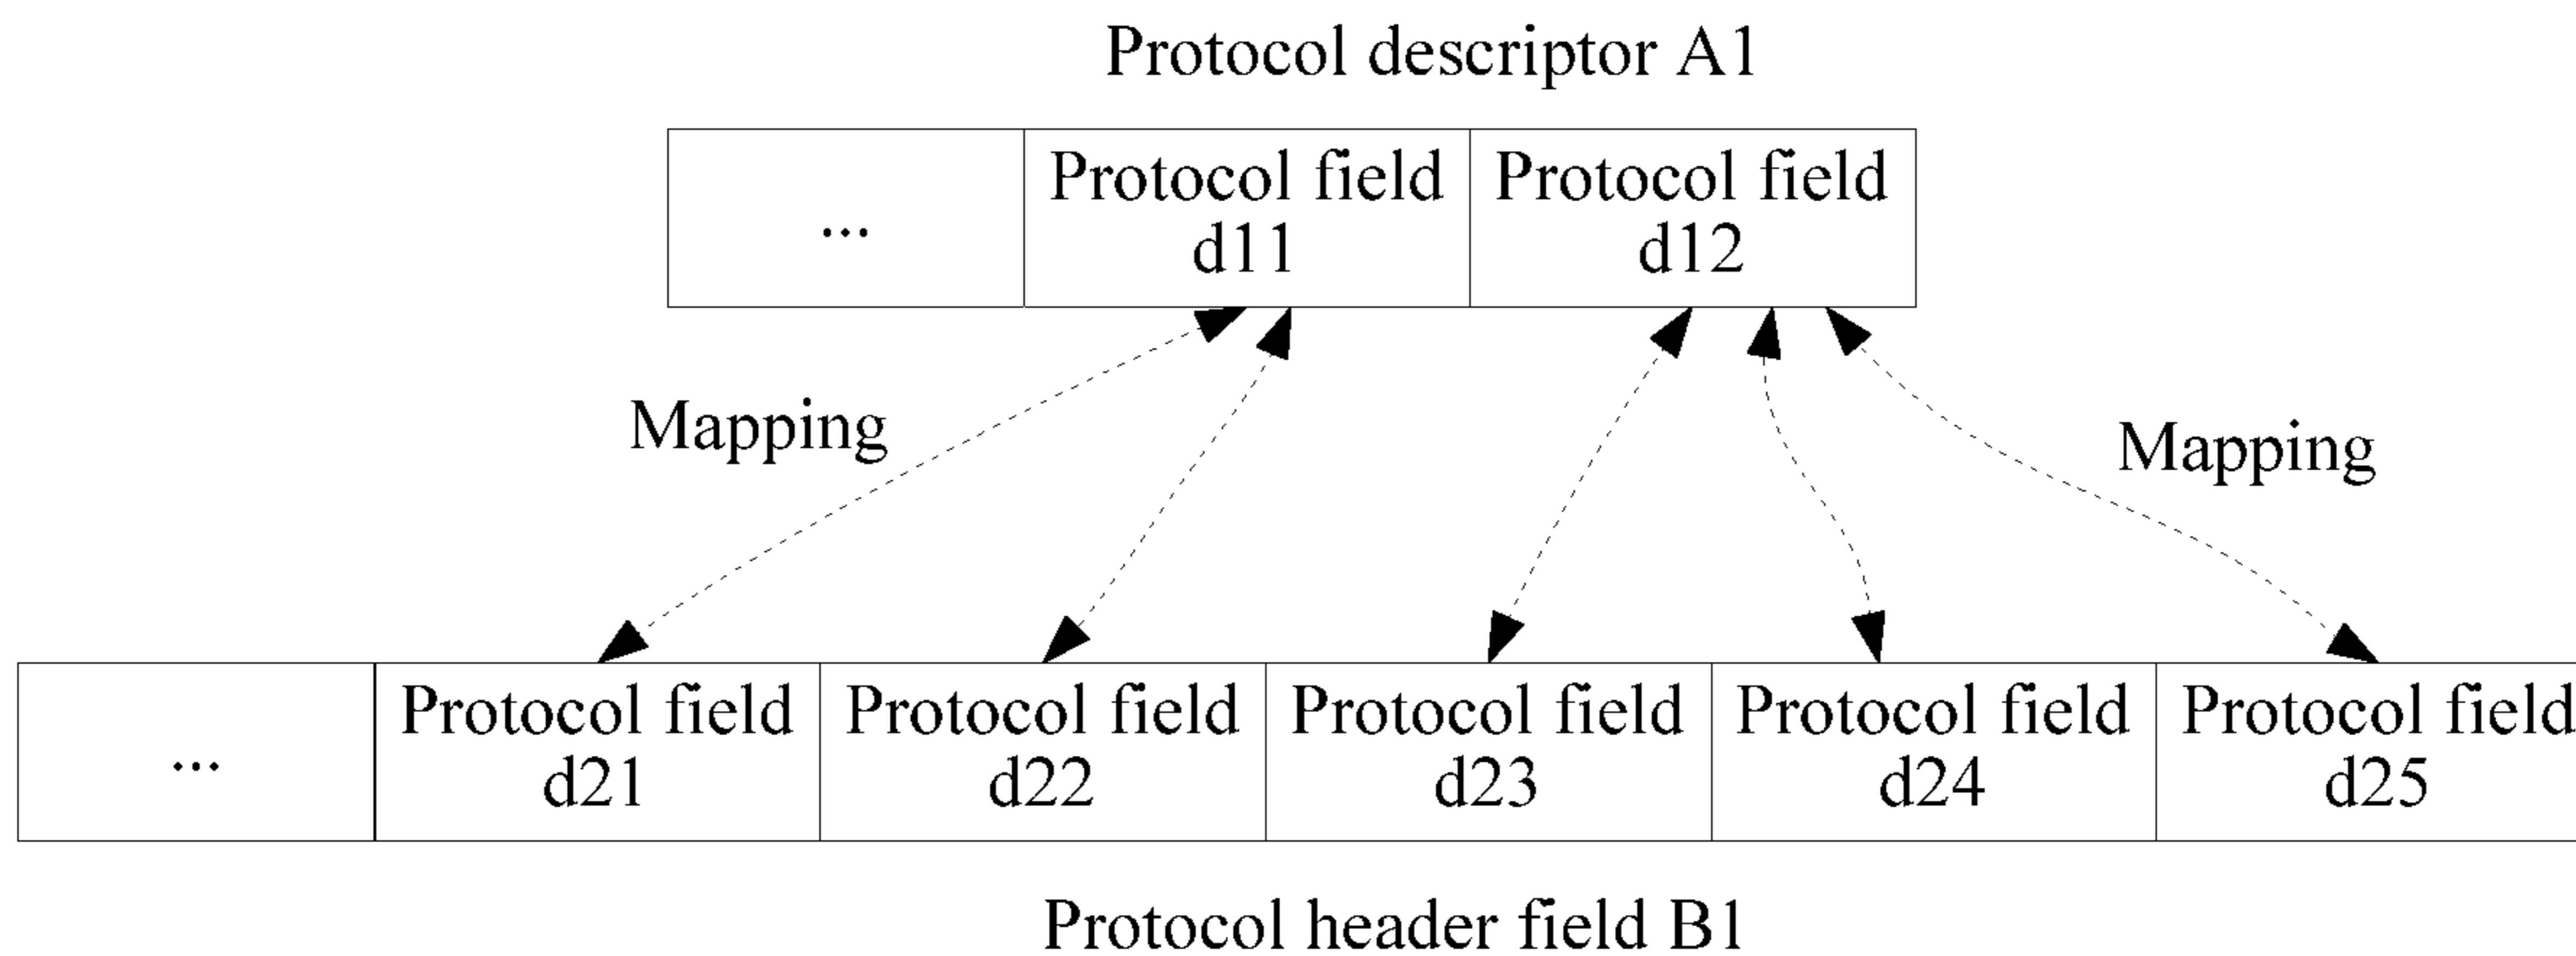 Protocol descriptor A1
...
Protocol field
d11
Protocol field
d12
Mapping
Mapping
...
Protocol field
d21
Protocol field
d22
Protocol field
d23
Protocol field
d24
Protocol field
d25
Protocol header field B1